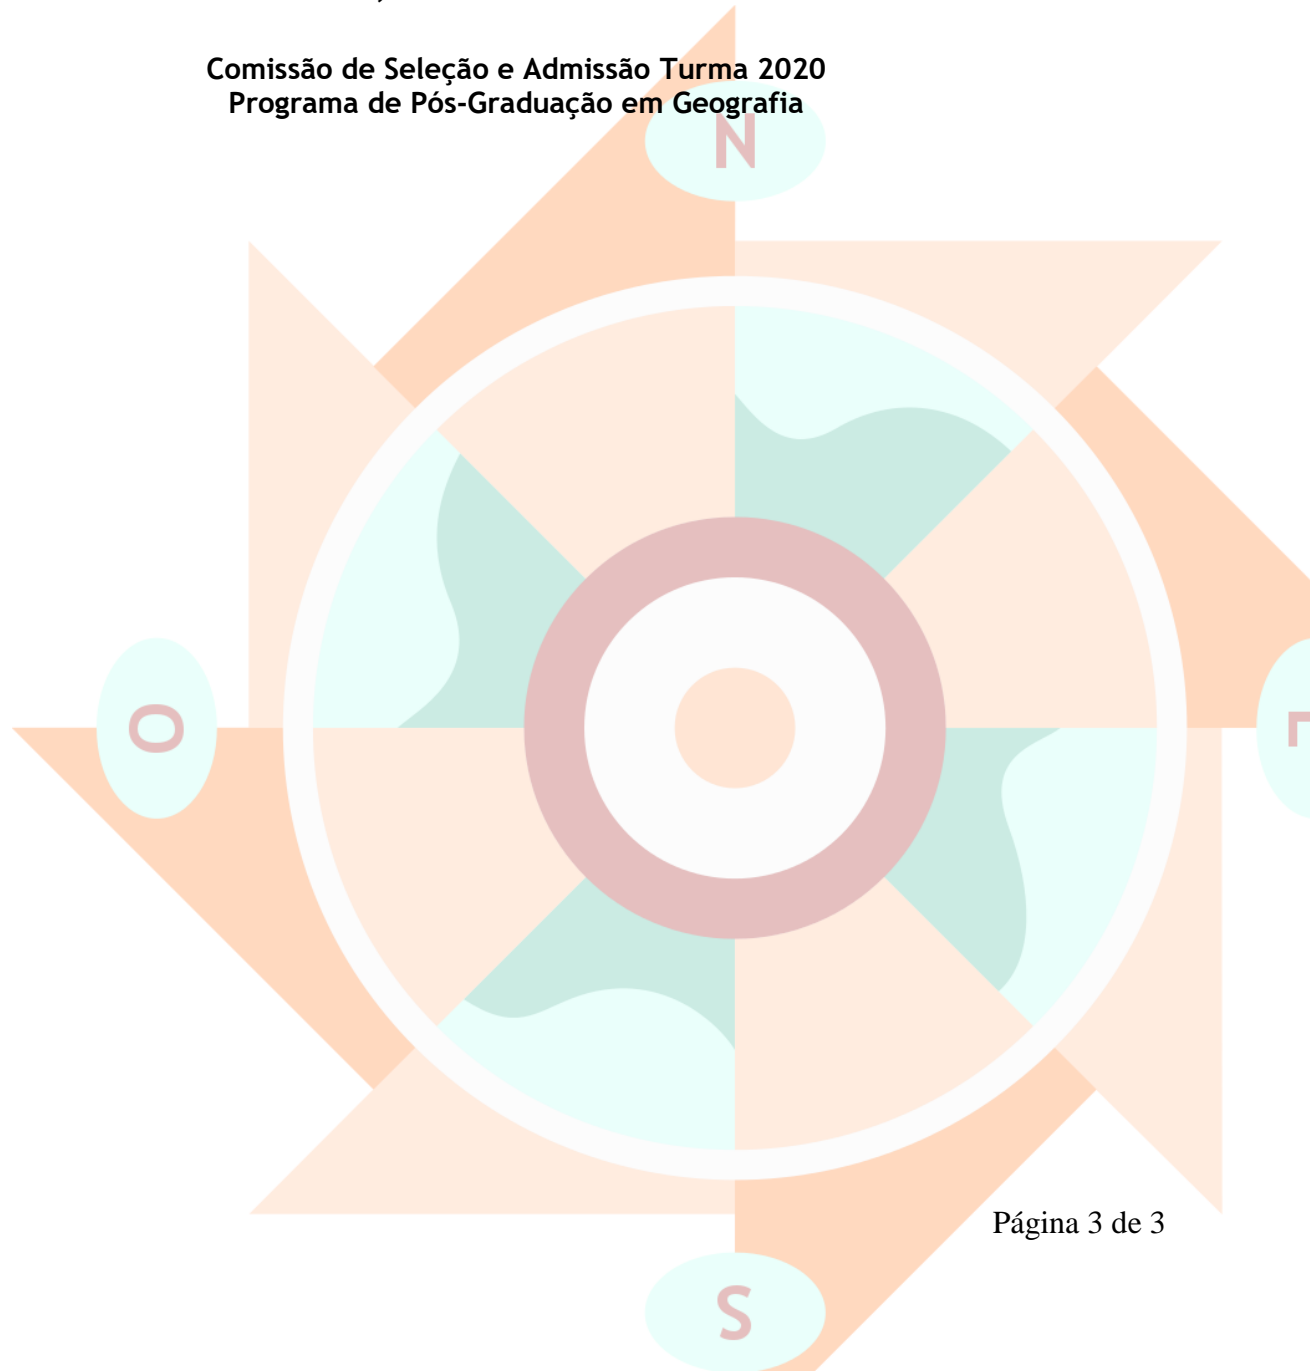 Comissão de Seleção e Admissão Turma 2020
Programa de Pós-Graduação em Geografia
N
O
L
Página 3 de 3
S